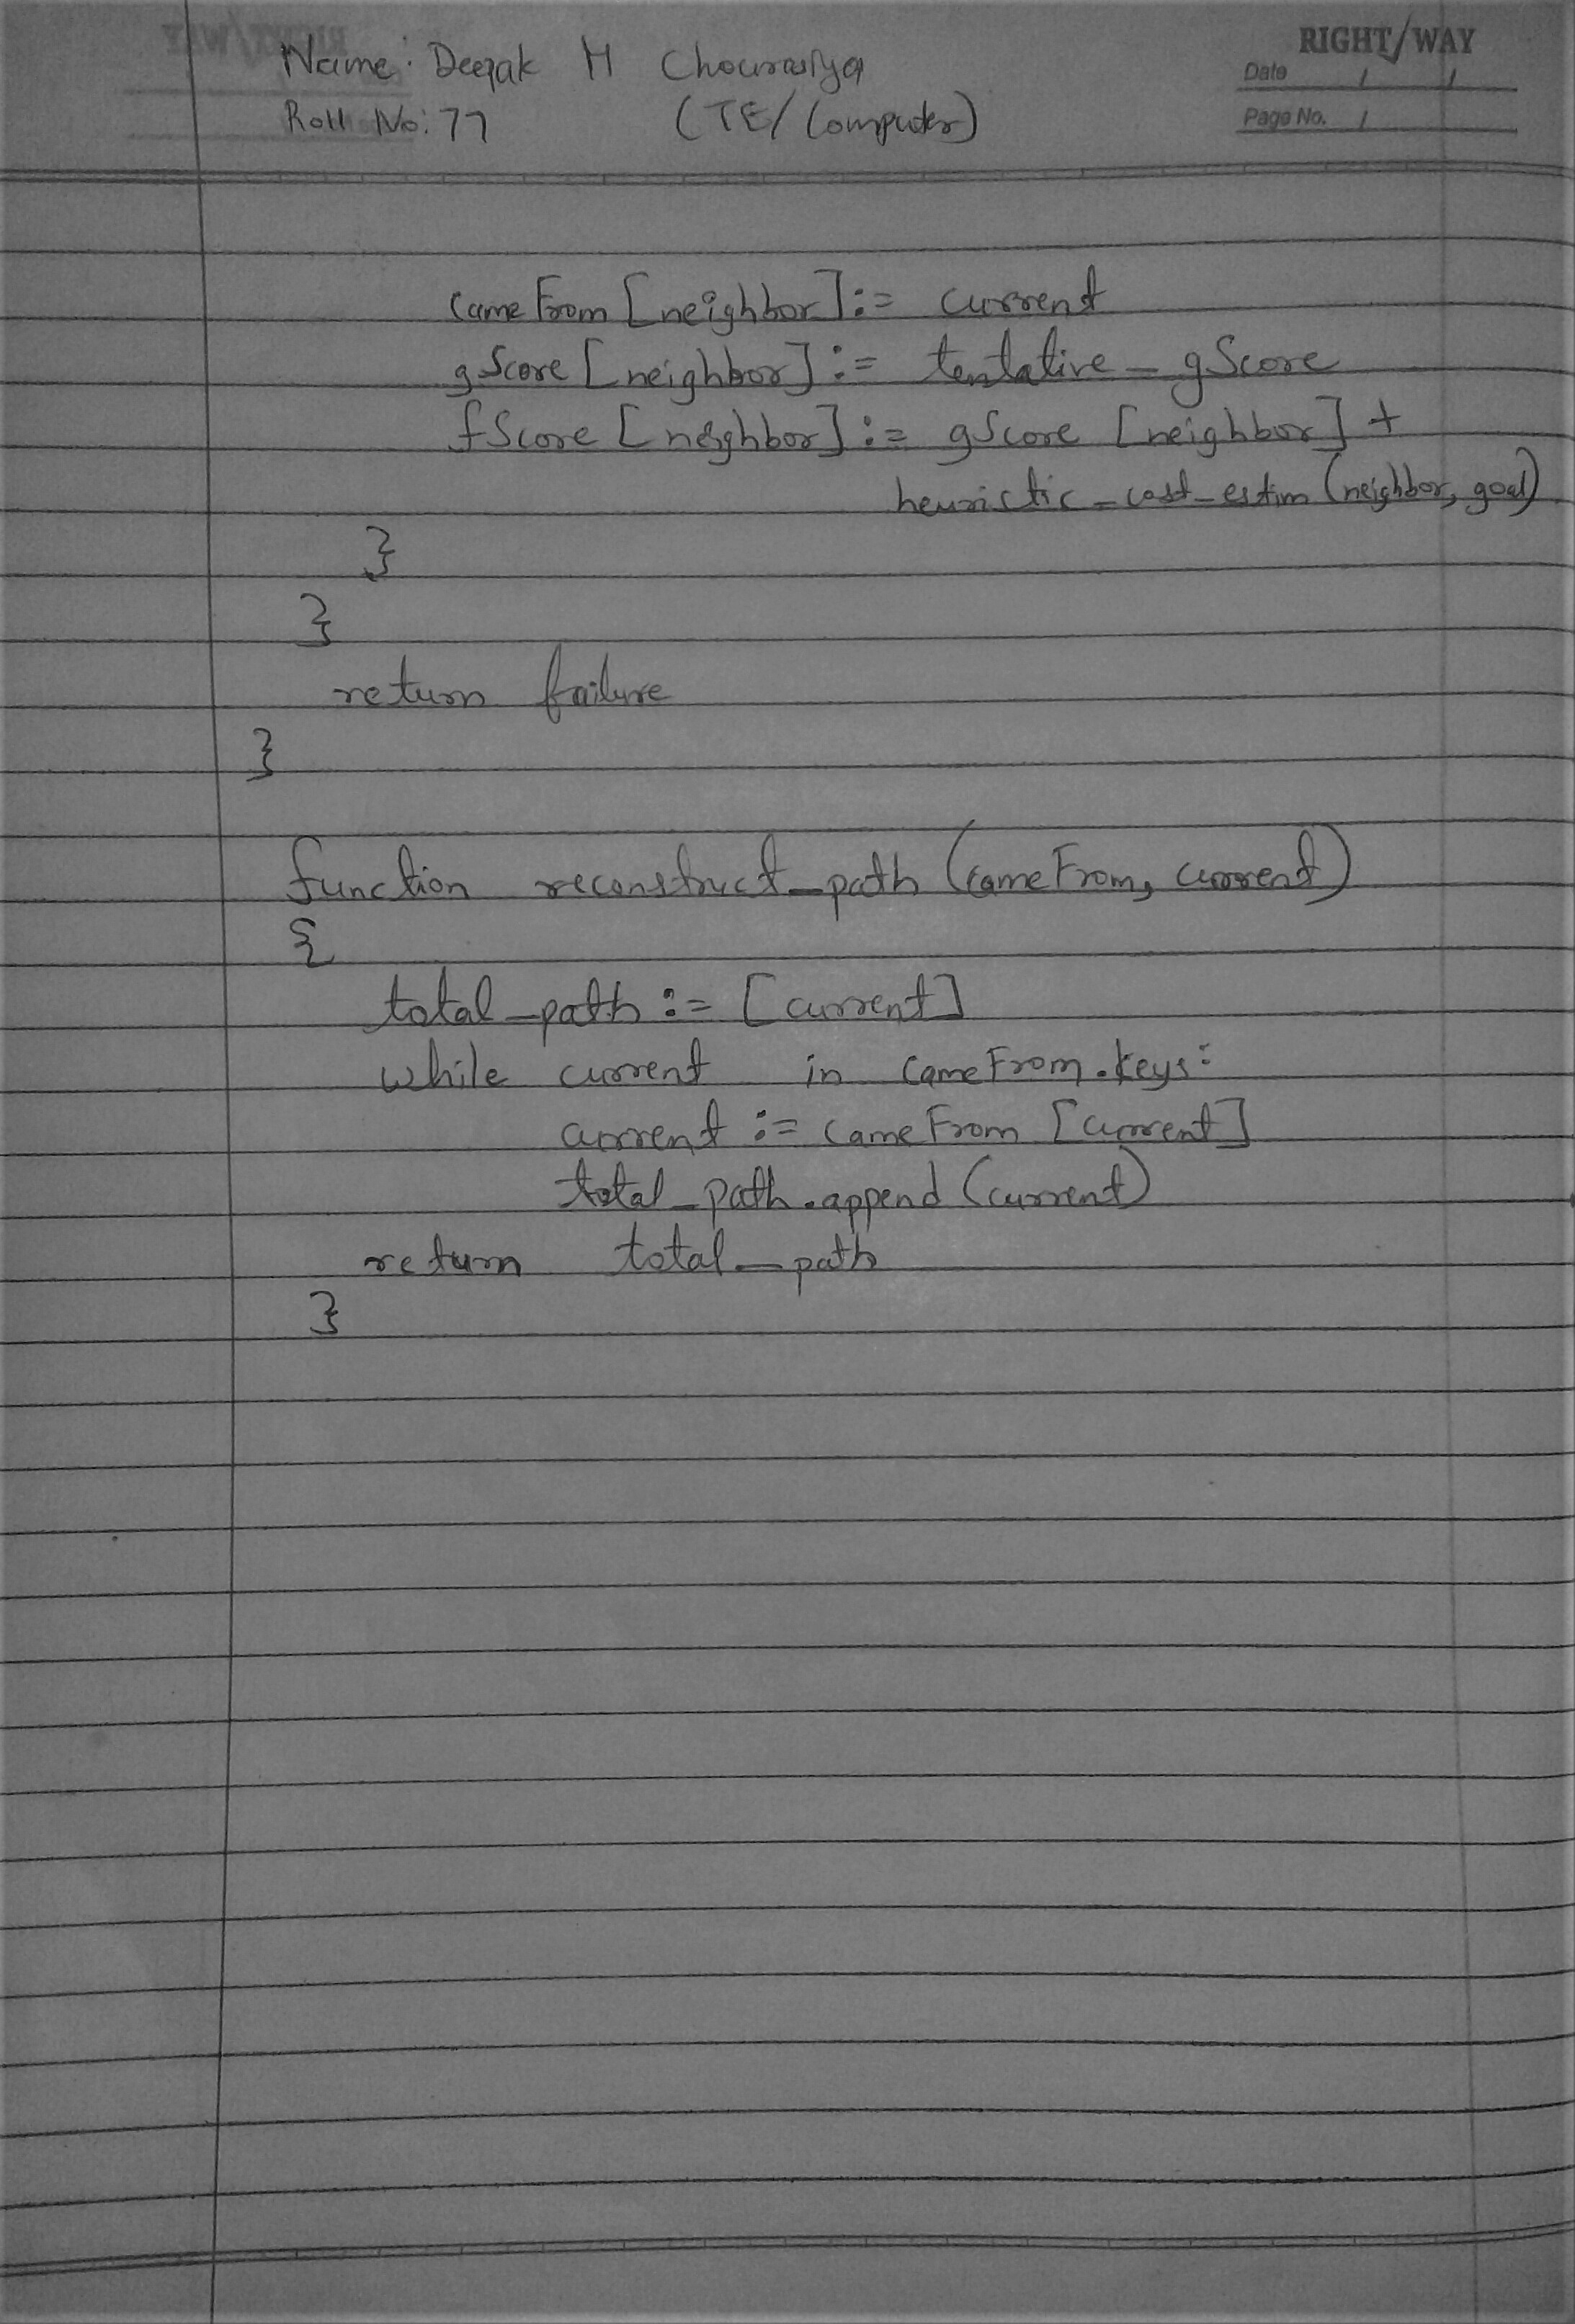 RIGHT/WAY
Name: Deepak M Chourasiya
Date / /
Roll No: 77 (TE/Computer)
Page No. /
cameFrom [neighbor] := current
gScore [neighbor] := tentative_gScore
fScore [neighbor] := gScore [neighbor] +
heurictic_cost_estim (neighbor, goal)
}
}
return failure
}
function reconstruct_path (cameFrom, current)
{
total_path := [current]
while current in cameFrom.keys:
current := cameFrom [current]
total_path.append (current)
return total_path
}